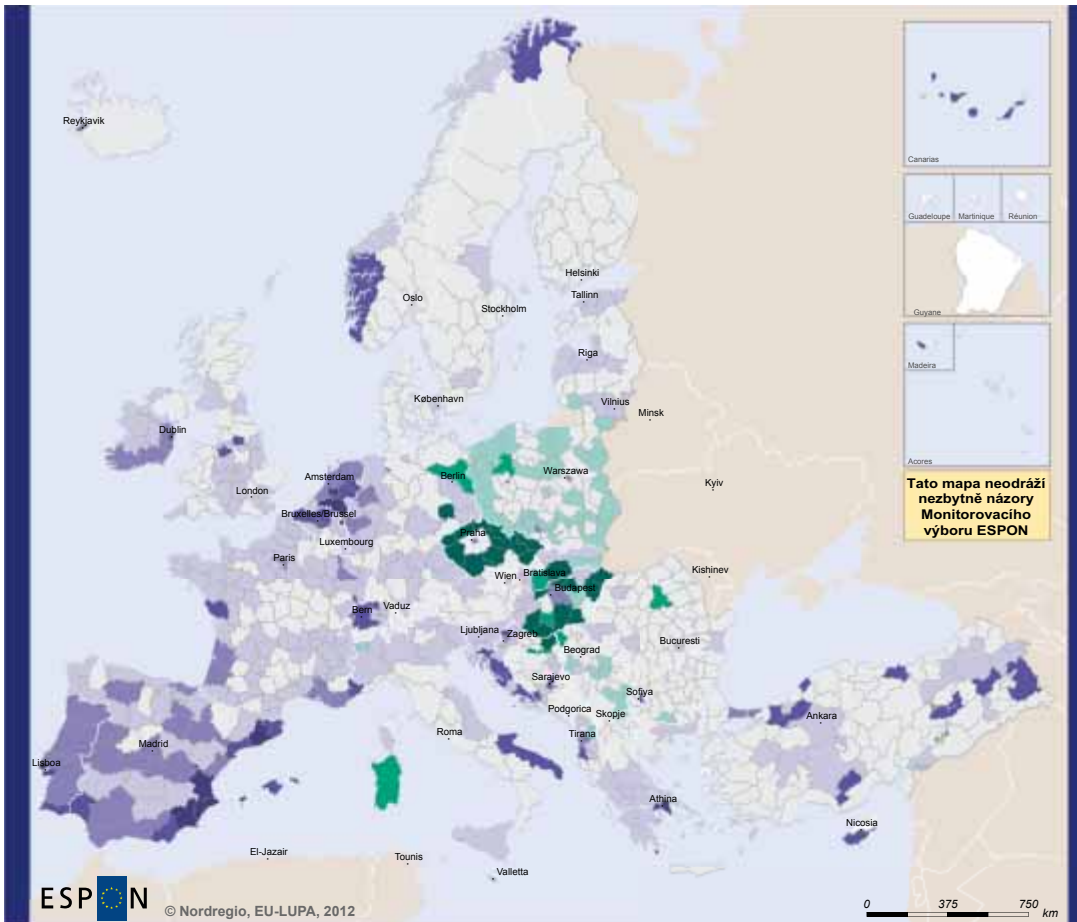 Reykjavik
Canarias
Guadeloupe
Martinique
Réunion
Helsinki
Oslo
Tallinn
Stockholm
Guyane
Riga
Madeira
København
Vilnius
Minsk
Dublin
Acores
Amsterdam
Berlin
Warszawa
London
Kyiv
Tato mapa neodráží
nezbytně názory
Monitorovacího
výboru ESPON
Bruxelles/Brussel
Praha
Luxembourg
Paris
Wien
Bratislava
Kishinev
Budapest
Bern
Vaduz
Ljubljana
Zagreb
Bucuresti
Beograd
Sarajevo
Sofiya
Podgorica
Skopje
Ankara
Roma
Tirana
Madrid
Lisboa
Athina
Nicosia
El-Jazair
Tounis
Valletta
ESPON
© Nordregio, EU-LUPA, 2012
0 375 750
km